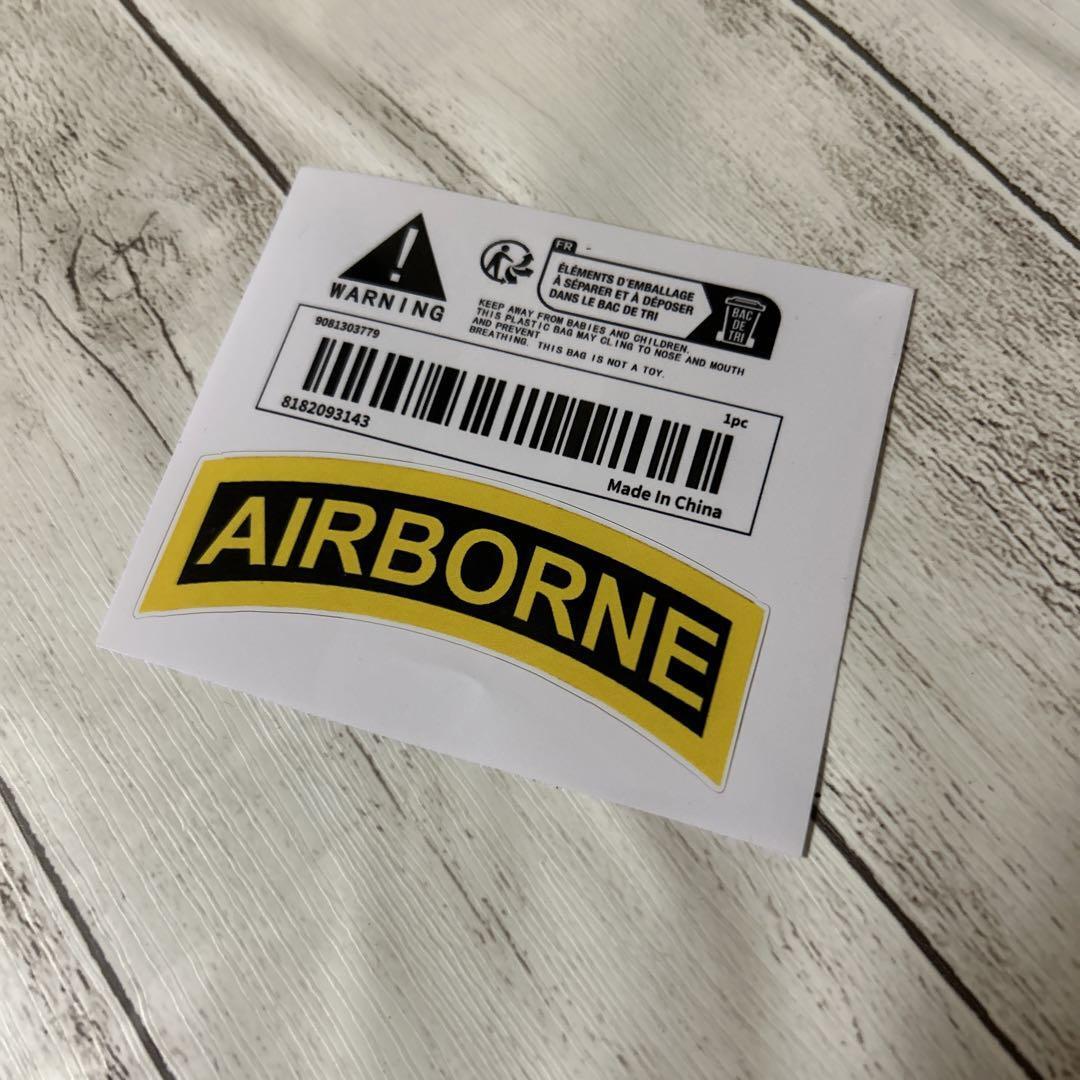 WARNING
FR
ÉLÉMENTS D'EMBALLAGE
À SÉPARER ET À DÉPOSER
DANS LE BAC DE TRI
BAC
DE
TRI
KEEP AWAY FROM BABIES AND CHILDREN.
THIS PLASTIC BAG MAY CLING TO NOSE AND MOUTH
AND PREVENT
BREATHING. THIS BAG IS NOT A TOY.
9081303779
1pc
8182093143
Made In China
AIRBORNE